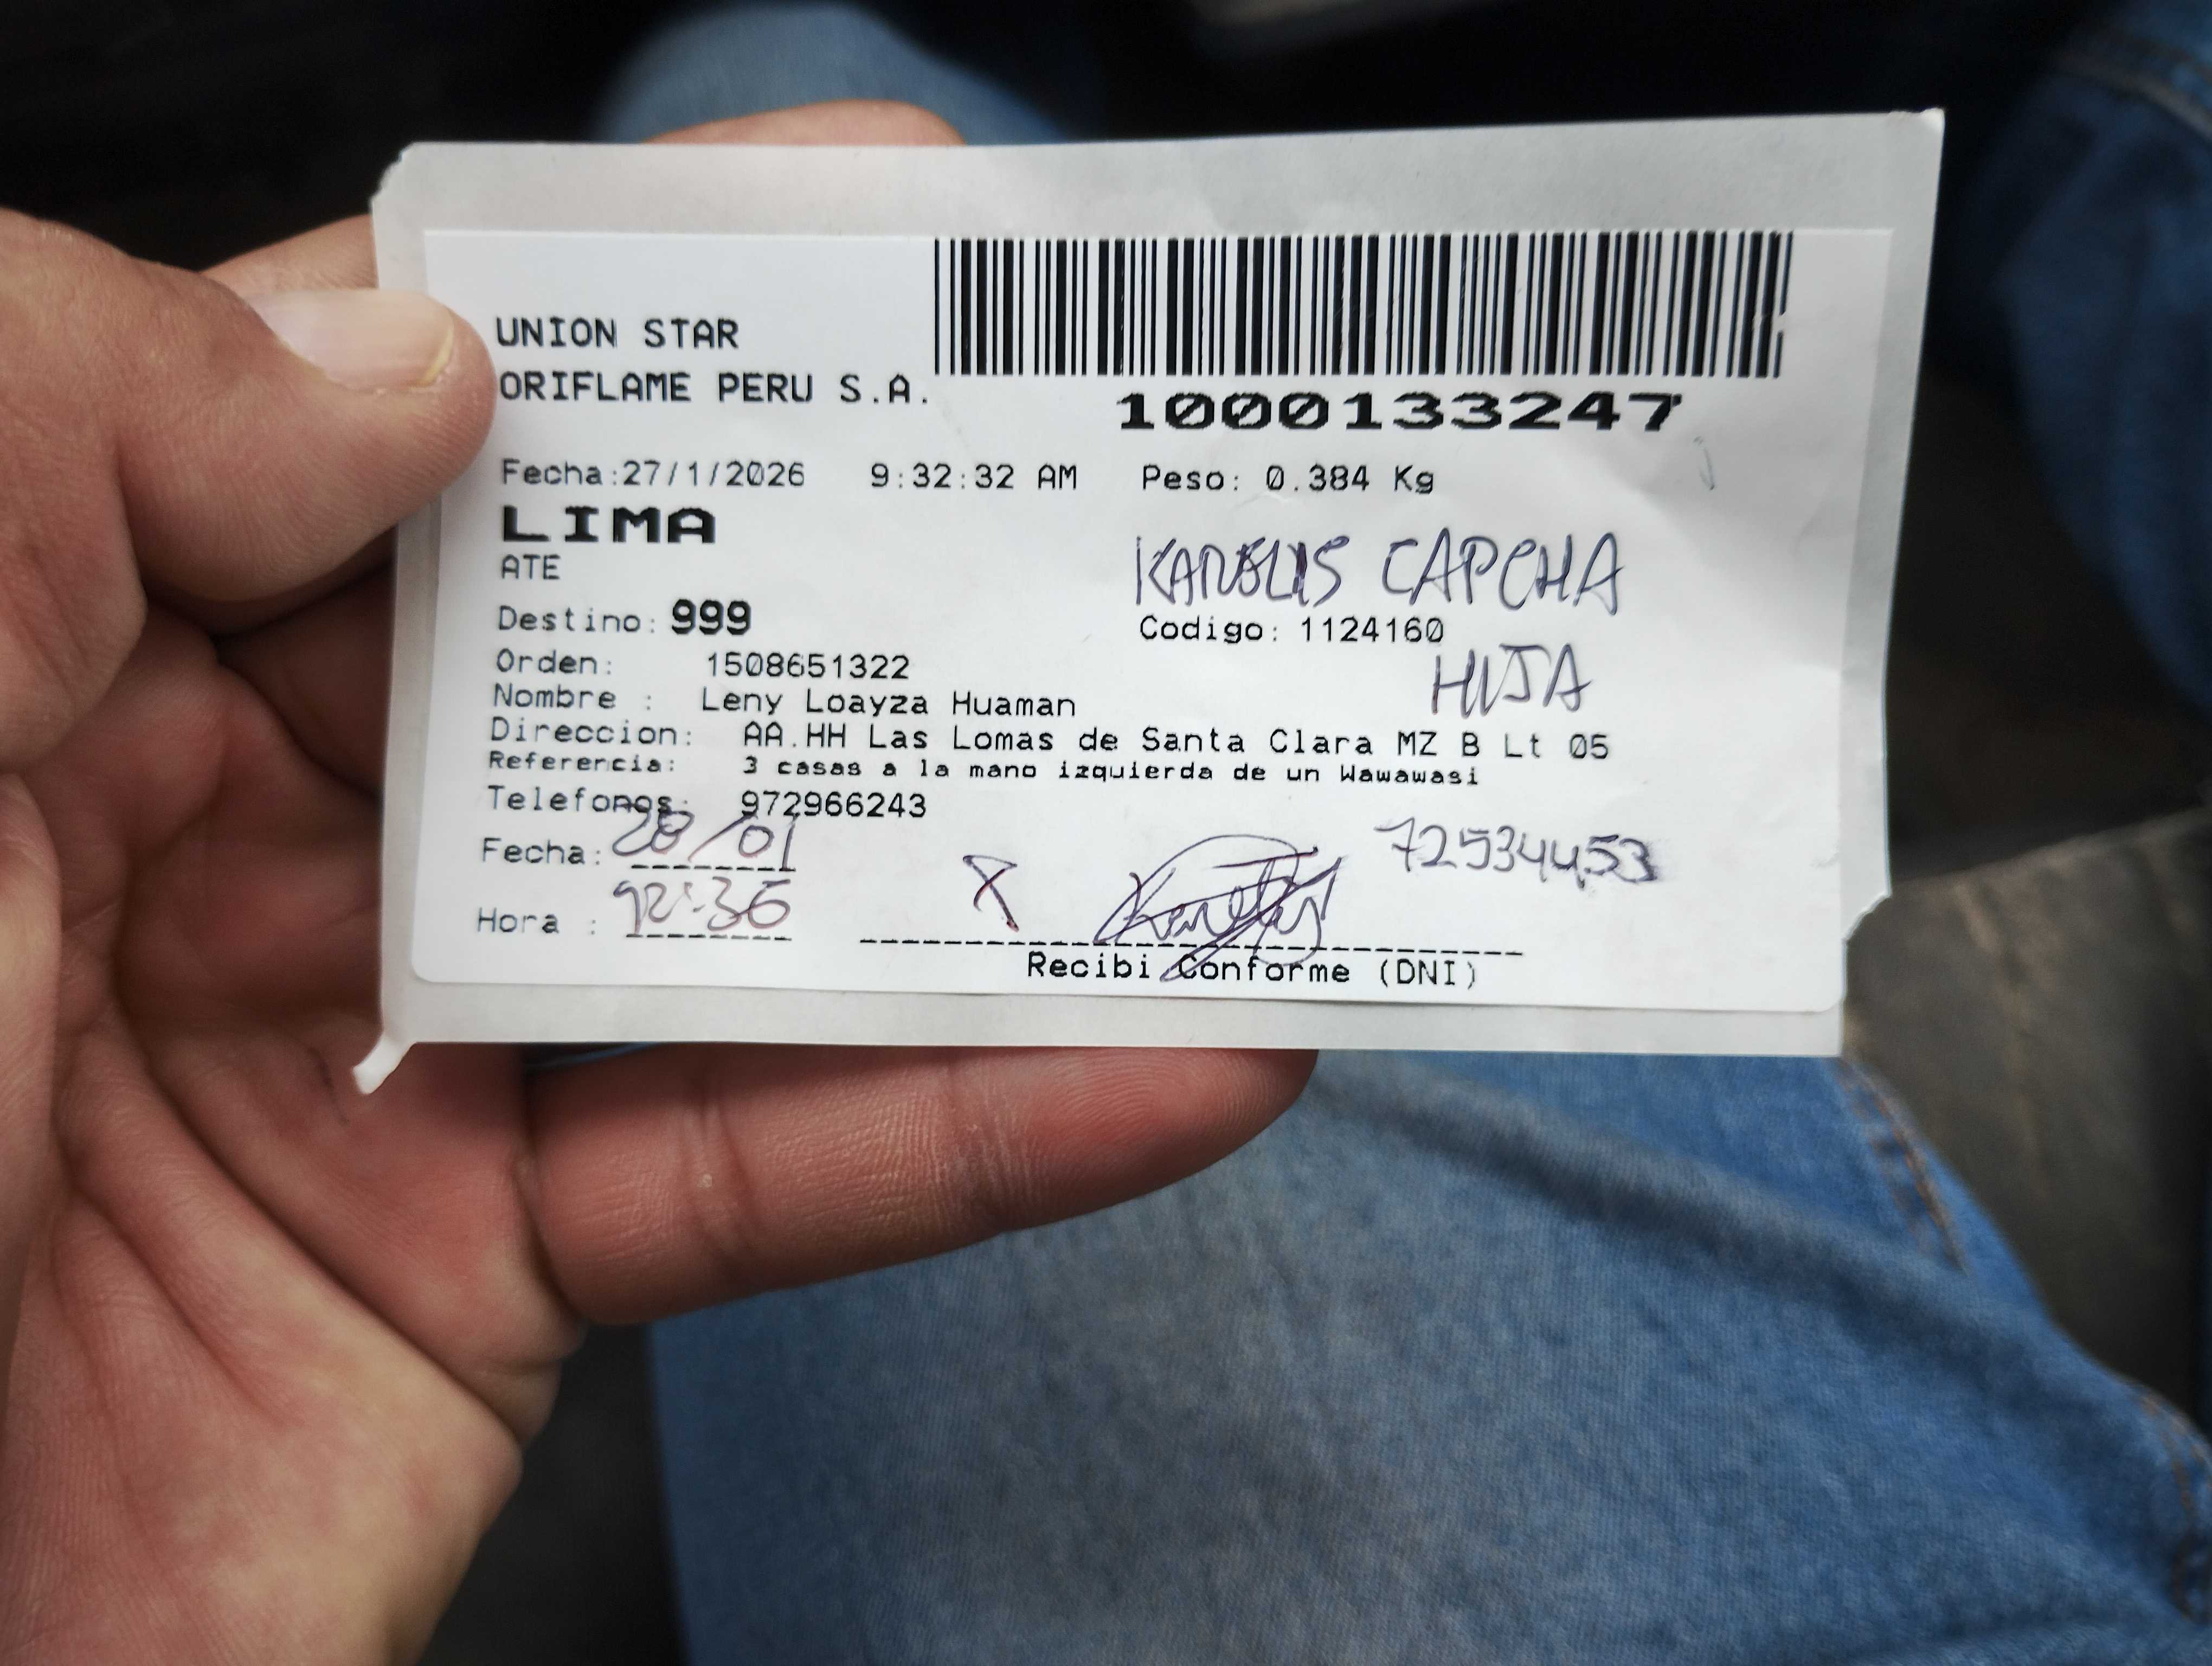 UNION STAR
ORIFLAME PERU S.A.
1000133247
Fecha:27/1/2026 9:32:32 AM Peso: 0.384 Kg
LIMA
ATE
KARELYS CAPCHA
Destino: 999 Codigo: 1124160
Orden: 1508651322
HIJA
Nombre : Leny Loayza Huaman
Direccion: AA.HH Las Lomas de Santa Clara MZ B Lt 05
Referencia: 3 casas a la mano izquierda de un Wawawasi
Telefonos: 972966243
Fecha: 28/01 72534453
Hora : 12:36 X
Recibi Conforme (DNI)